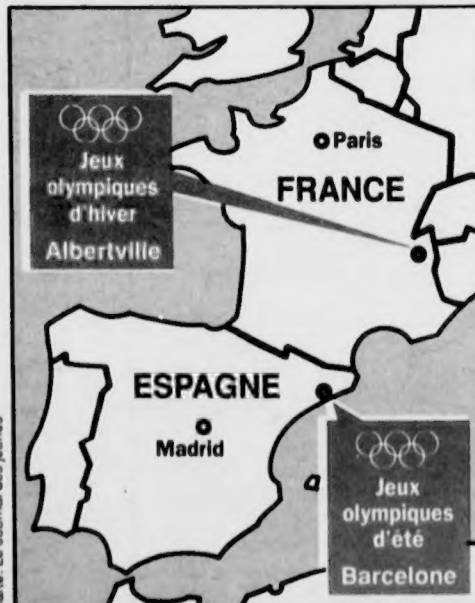 Jeux
olympiques
d'hiver
Albertville
Paris
FRANCE
ESPAGNE
Madrid
Jeux
olympiques
d'été
Barcelone